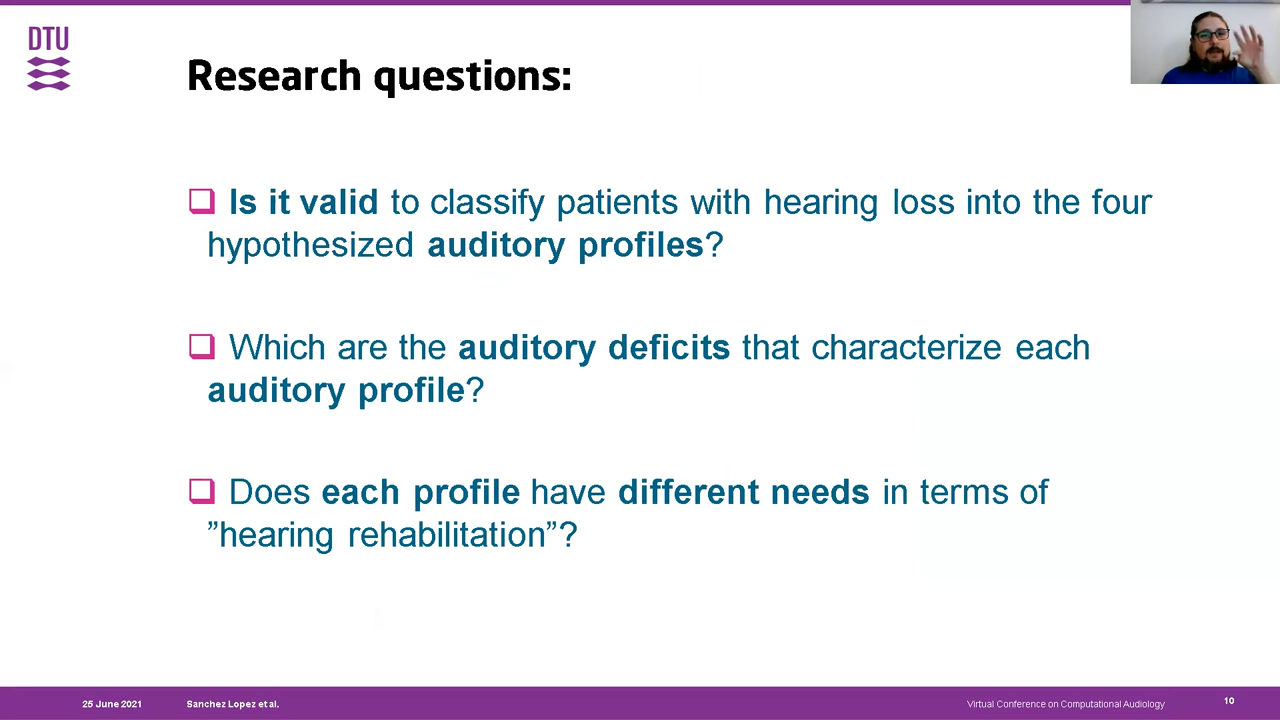 DTU
Research questions:
❑ Is it valid to classify patients with hearing loss into the four
hypothesized auditory profiles?
❑ Which are the auditory deficits that characterize each
auditory profile?
❑ Does each profile have different needs in terms of
”hearing rehabilitation”?
25 June 2021 Sanchez Lopez et al. Virtual Conference on Computational Audiology 10